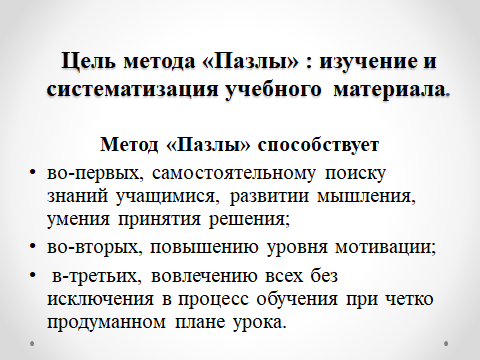 Цель метода «Пазлы» : изучение и
систематизация учебного материала.
Метод «Пазлы» способствует
• во-первых, самостоятельному поиску
знаний учащимися, развитии мышления,
умения принятия решения;
• во-вторых, повышению уровня мотивации;
• в-третьих, вовлечению всех без
исключения в процесс обучения при четко
продуманном плане урока.